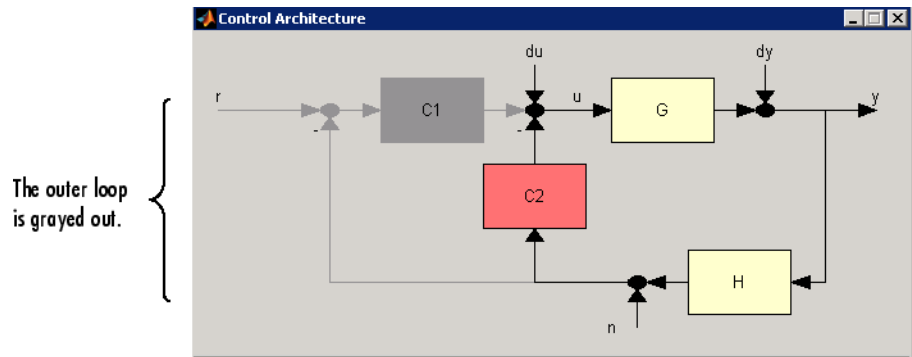 Control Architecture
du
dy
r
C1
u
G
y
-
-
The outer loop
is grayed out.
C2
H
n